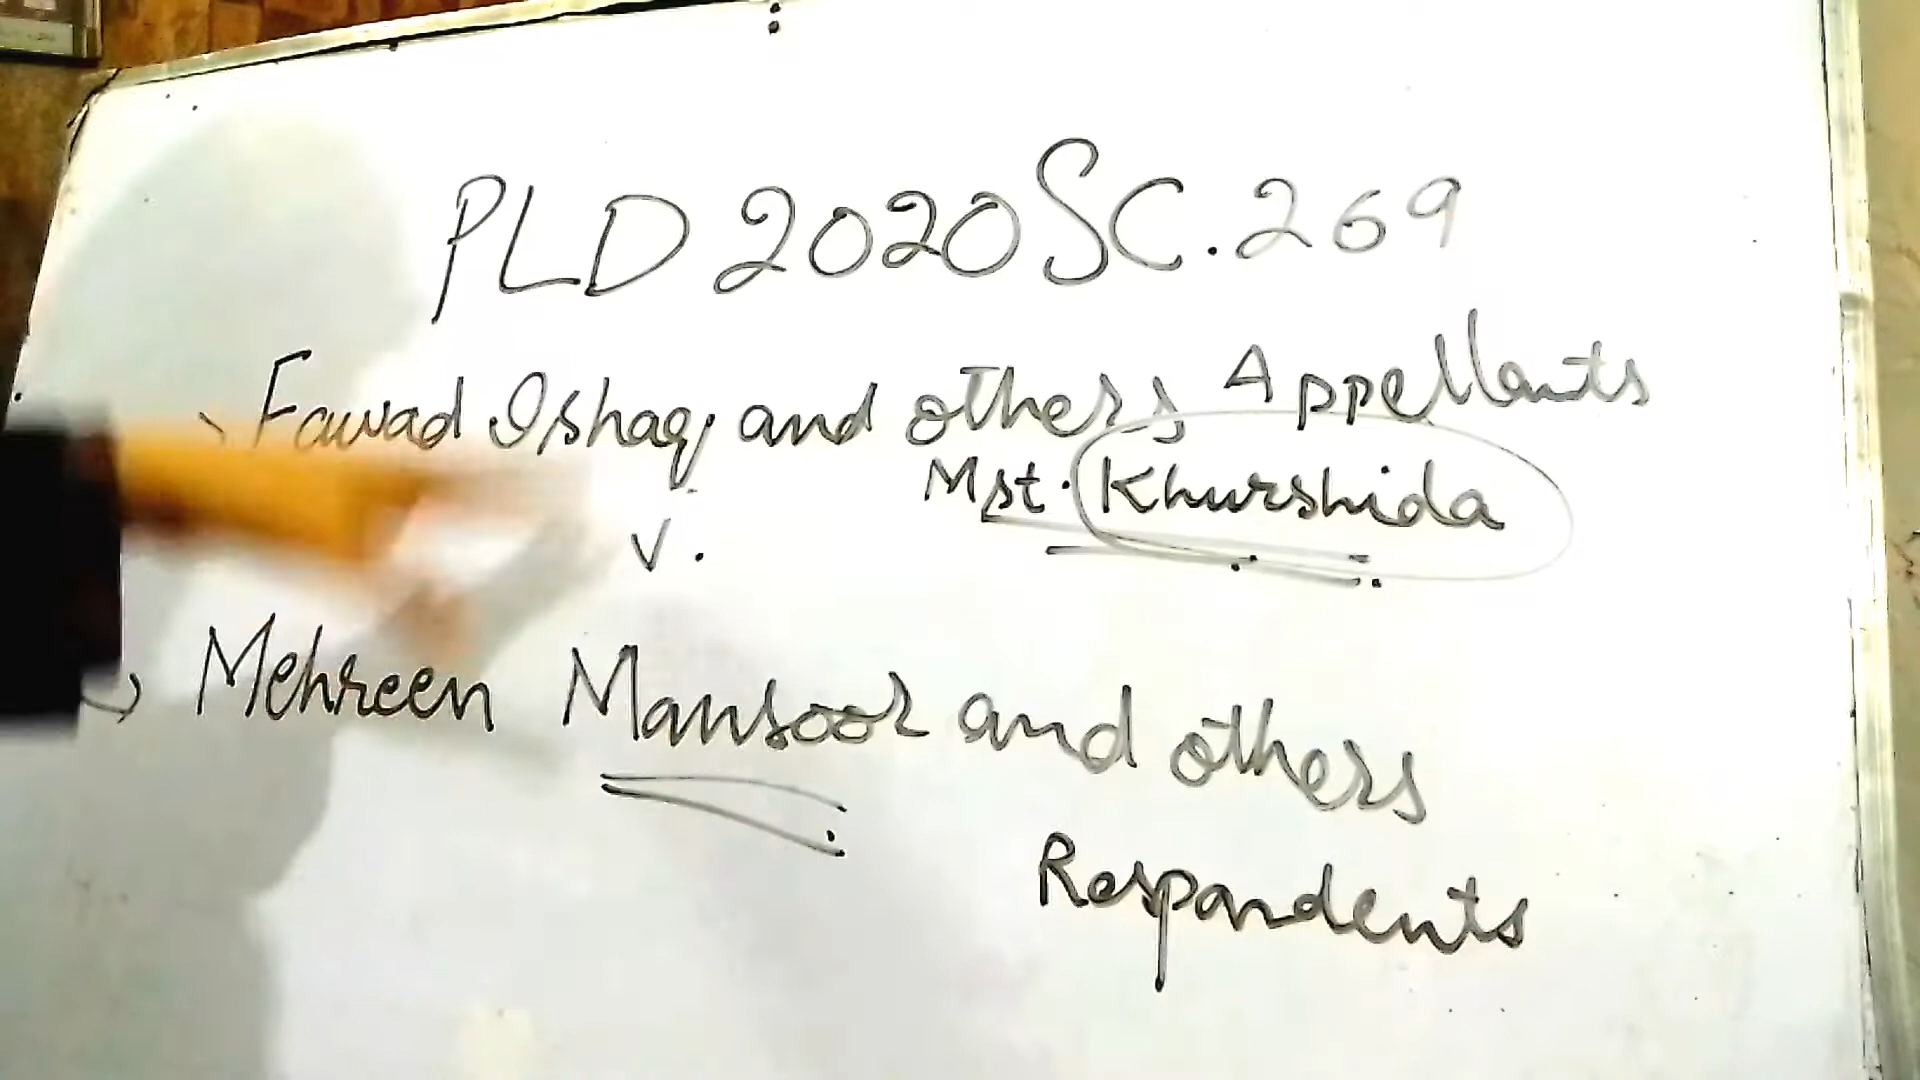 PLD 2020 SC. 269
Fawad Ishaq and others Appellants
Mst. Khurshida
V.
Mehreen Mansoor and others
Respondents